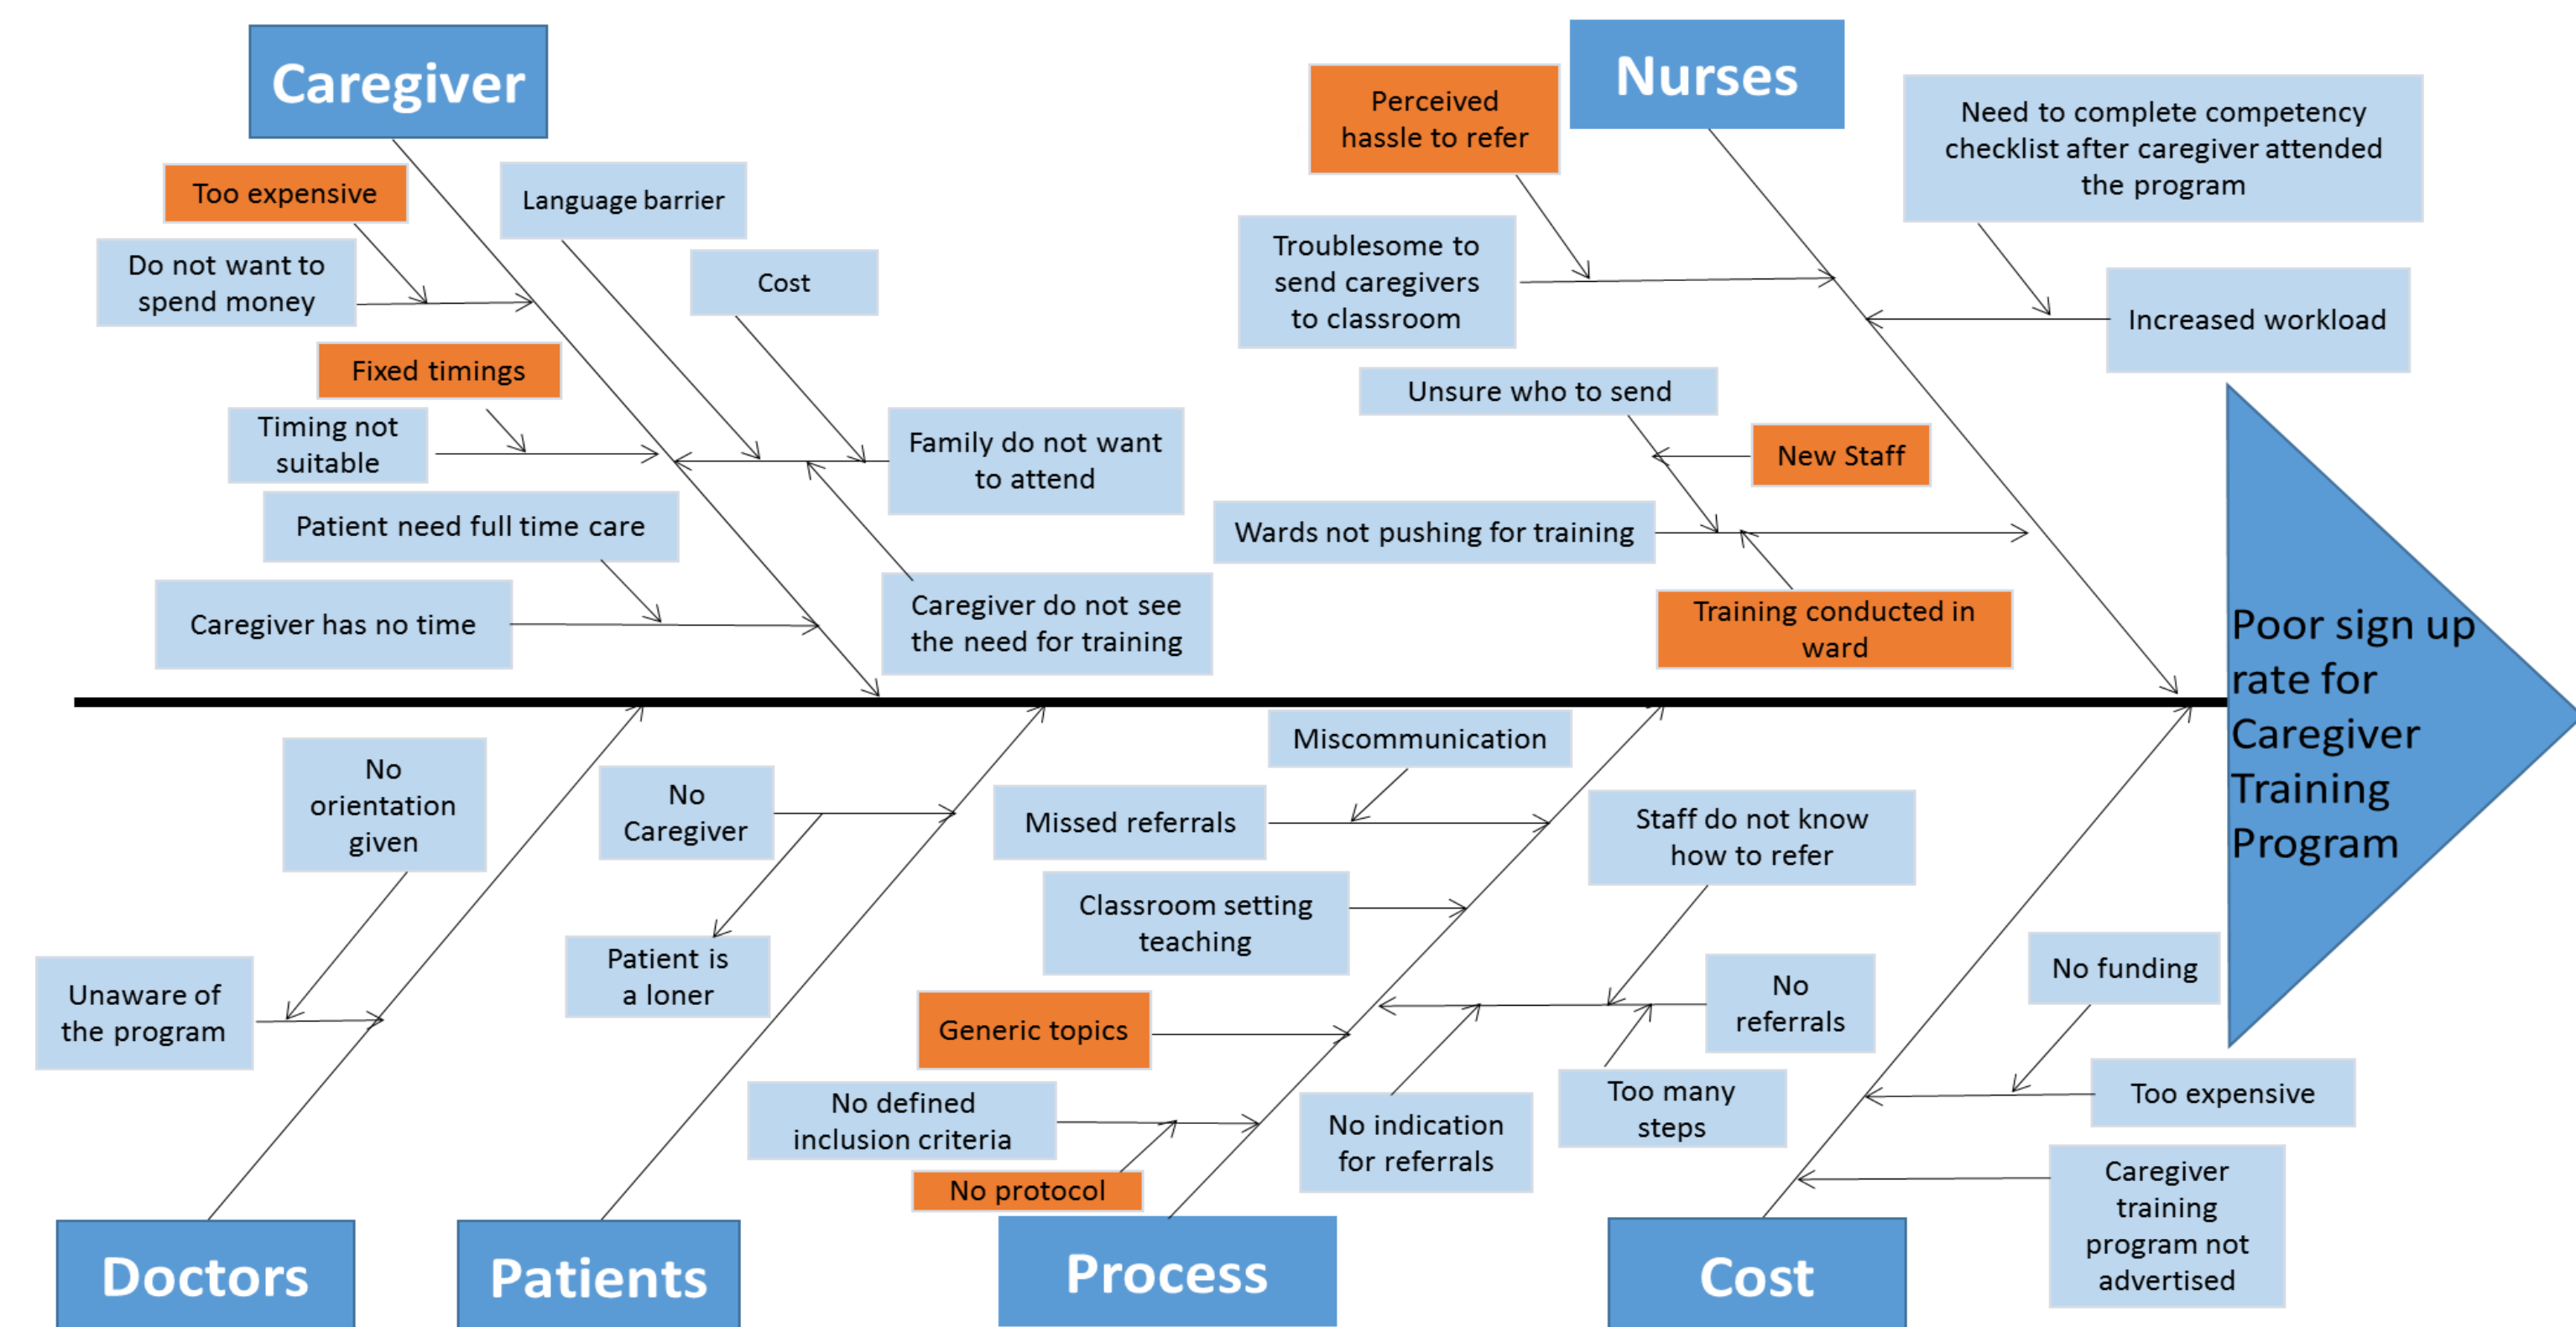 Caregiver
Too expensive
Do not want to
spend money
Language barrier
Cost
Fixed timings
Timing not
suitable
Family do not want
to attend
Patient need full time care
Caregiver has no time
Caregiver do not see
the need for training
Nurses
Perceived
hassle to refer
Troublesome to
send caregivers
to classroom
Need to complete competency
checklist after caregiver attended
the program
Increased workload
Unsure who to send
New Staff
Wards not pushing for training
Training conducted in
ward
Poor sign up
rate for
Caregiver
Training
Program
No
orientation
given
Unaware of
the program
Doctors
No
Caregiver
Patient is
a loner
Patients
Miscommunication
Missed referrals
Classroom setting
teaching
Staff do not know
how to refer
No
referrals
Generic topics
Too many
steps
No defined
inclusion criteria
No indication
for referrals
No protocol
Process
No funding
Too expensive
Caregiver
training
program not
advertised
Cost